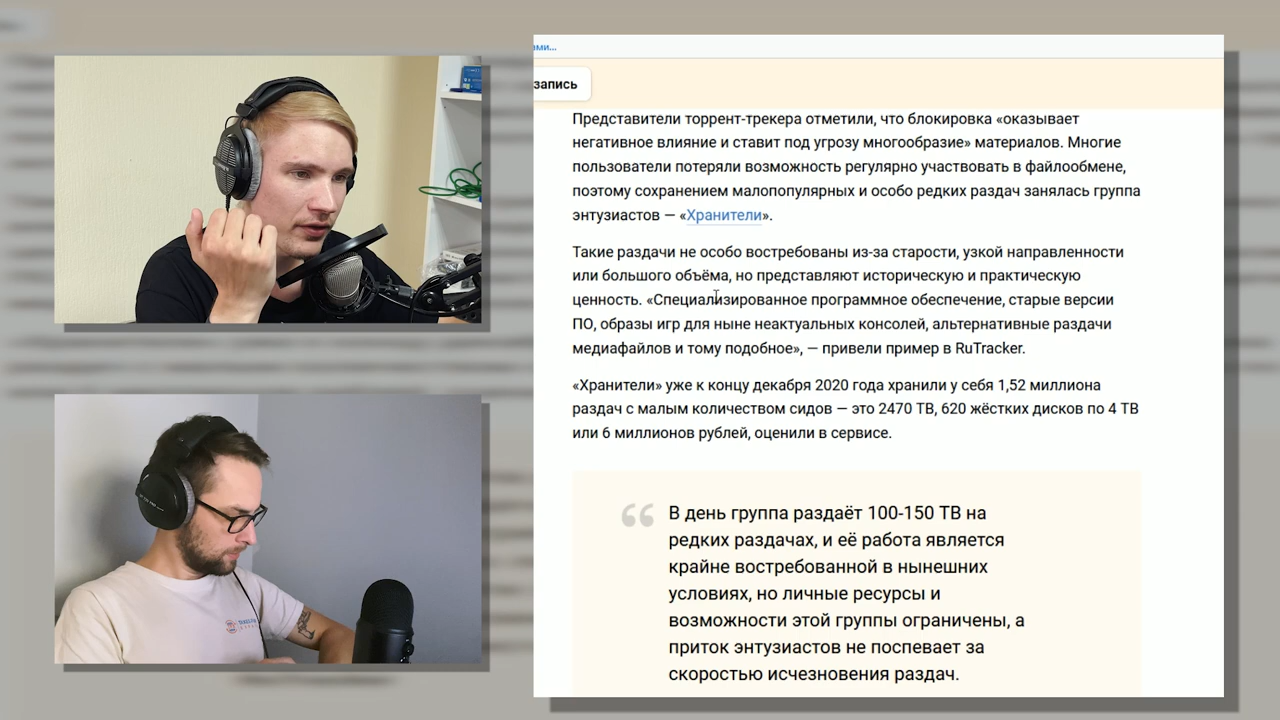 ами...
запись
Представители торрент-трекера отметили, что блокировка «оказывает
негативное влияние и ставит под угрозу многообразие» материалов. Многие
пользователи потеряли возможность регулярно участвовать в файлообмене,
поэтому сохранением малопопулярных и особо редких раздач занялась группа
энтузиастов — «Хранители».
Такие раздачи не особо востребованы из-за старости, узкой направленности
или большого объёма, но представляют историческую и практическую
ценность. «Специализированное программное обеспечение, старые версии
ПО, образы игр для ныне неактуальных консолей, альтернативные раздачи
медиафайлов и тому подобное», — привели пример в RuTracker.
«Хранители» уже к концу декабря 2020 года хранили у себя 1,52 миллиона
раздач с малым количеством сидов — это 2470 TB, 620 жёстких дисков по 4 TB
или 6 миллионов рублей, оценили в сервисе.
В день группа раздаёт 100-150 TB на
редких раздачах, и её работа является
крайне востребованной в нынешних
условиях, но личные ресурсы и
возможности этой группы ограничены, а
приток энтузиастов не поспевает за
скоростью исчезновения раздач.